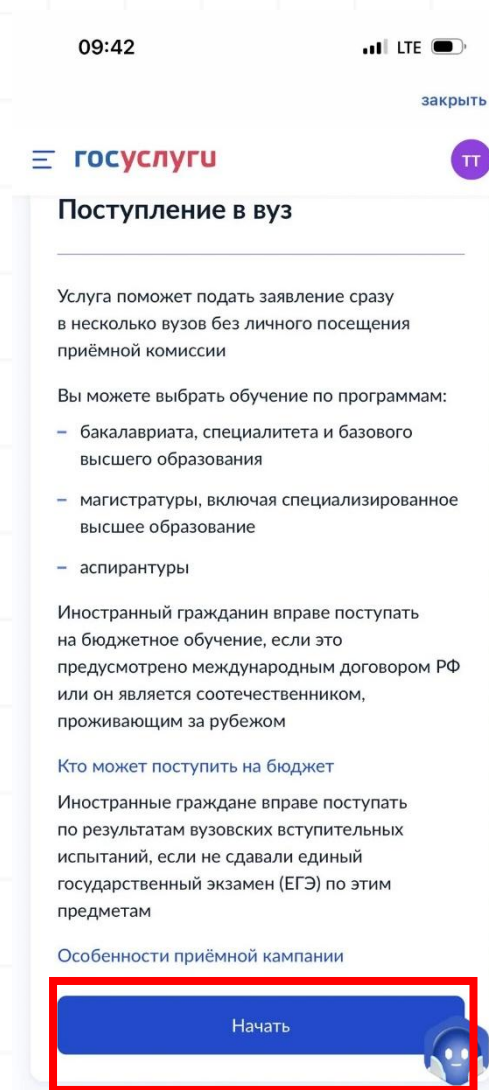 09:42
LTE
закрыть
госуслуги
ТТ
Поступление в вуз
Услуга поможет подать заявление сразу
в несколько вузов без личного посещения
приёмной комиссии
Вы можете выбрать обучение по программам:
– бакалавриата, специалитета и базового
высшего образования
– магистратуры, включая специализированное
высшее образование
– аспирантуры
Иностранный гражданин вправе поступать
на бюджетное обучение, если это
предусмотрено международным договором РФ
или он является соотечественником,
проживающим за рубежом
Кто может поступить на бюджет
Иностранные граждане вправе поступать
по результатам вузовских вступительных
испытаний, если не сдавали единый
государственный экзамен (ЕГЭ) по этим
предметам
Особенности приёмной кампании
Начать